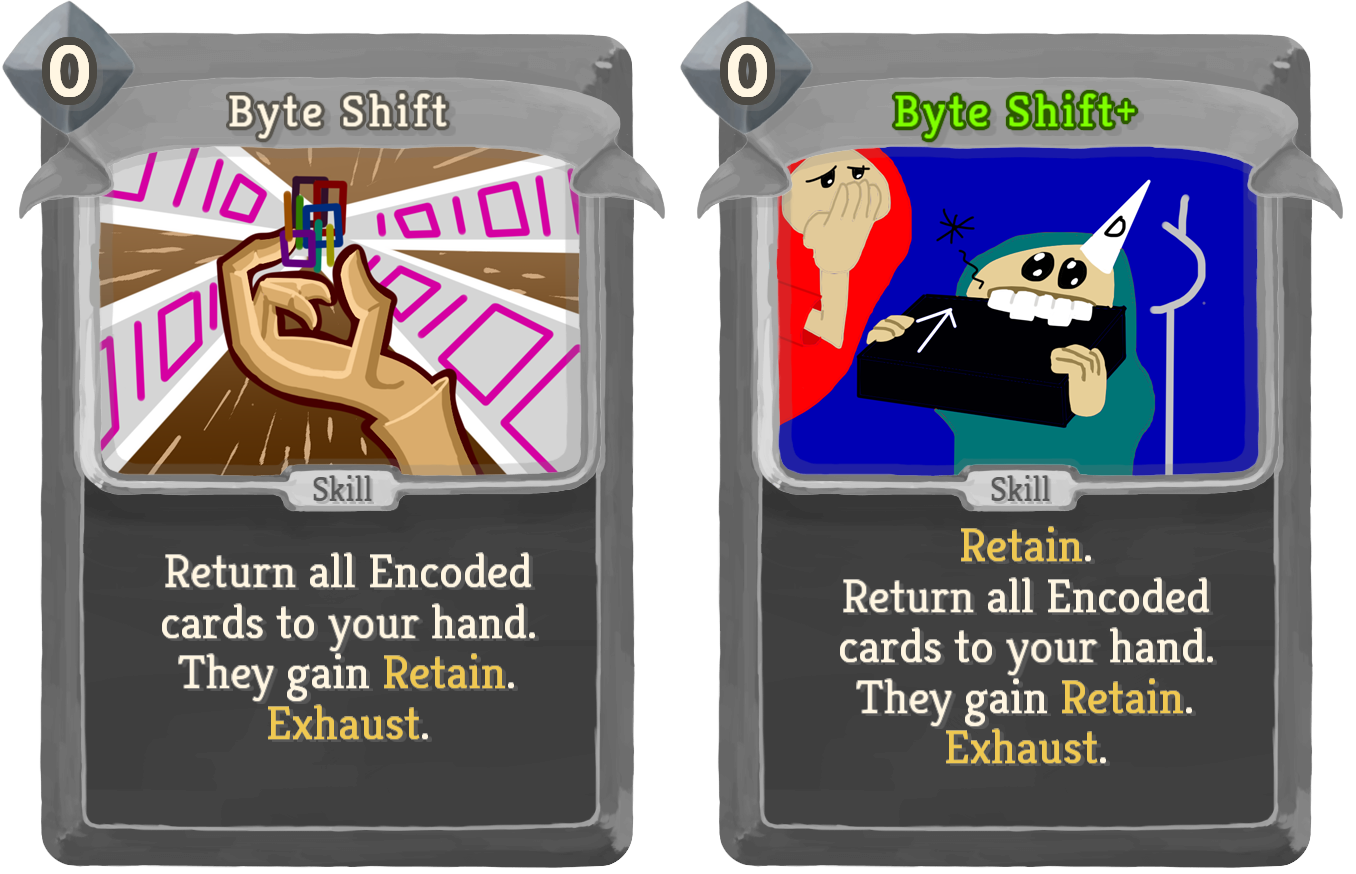 0
Byte Shift
Skill
Return all Encoded
cards to your hand.
They gain Retain.
Exhaust.
0
Byte Shift+
D
Skill
Retain.
Return all Encoded
cards to your hand.
They gain Retain.
Exhaust.